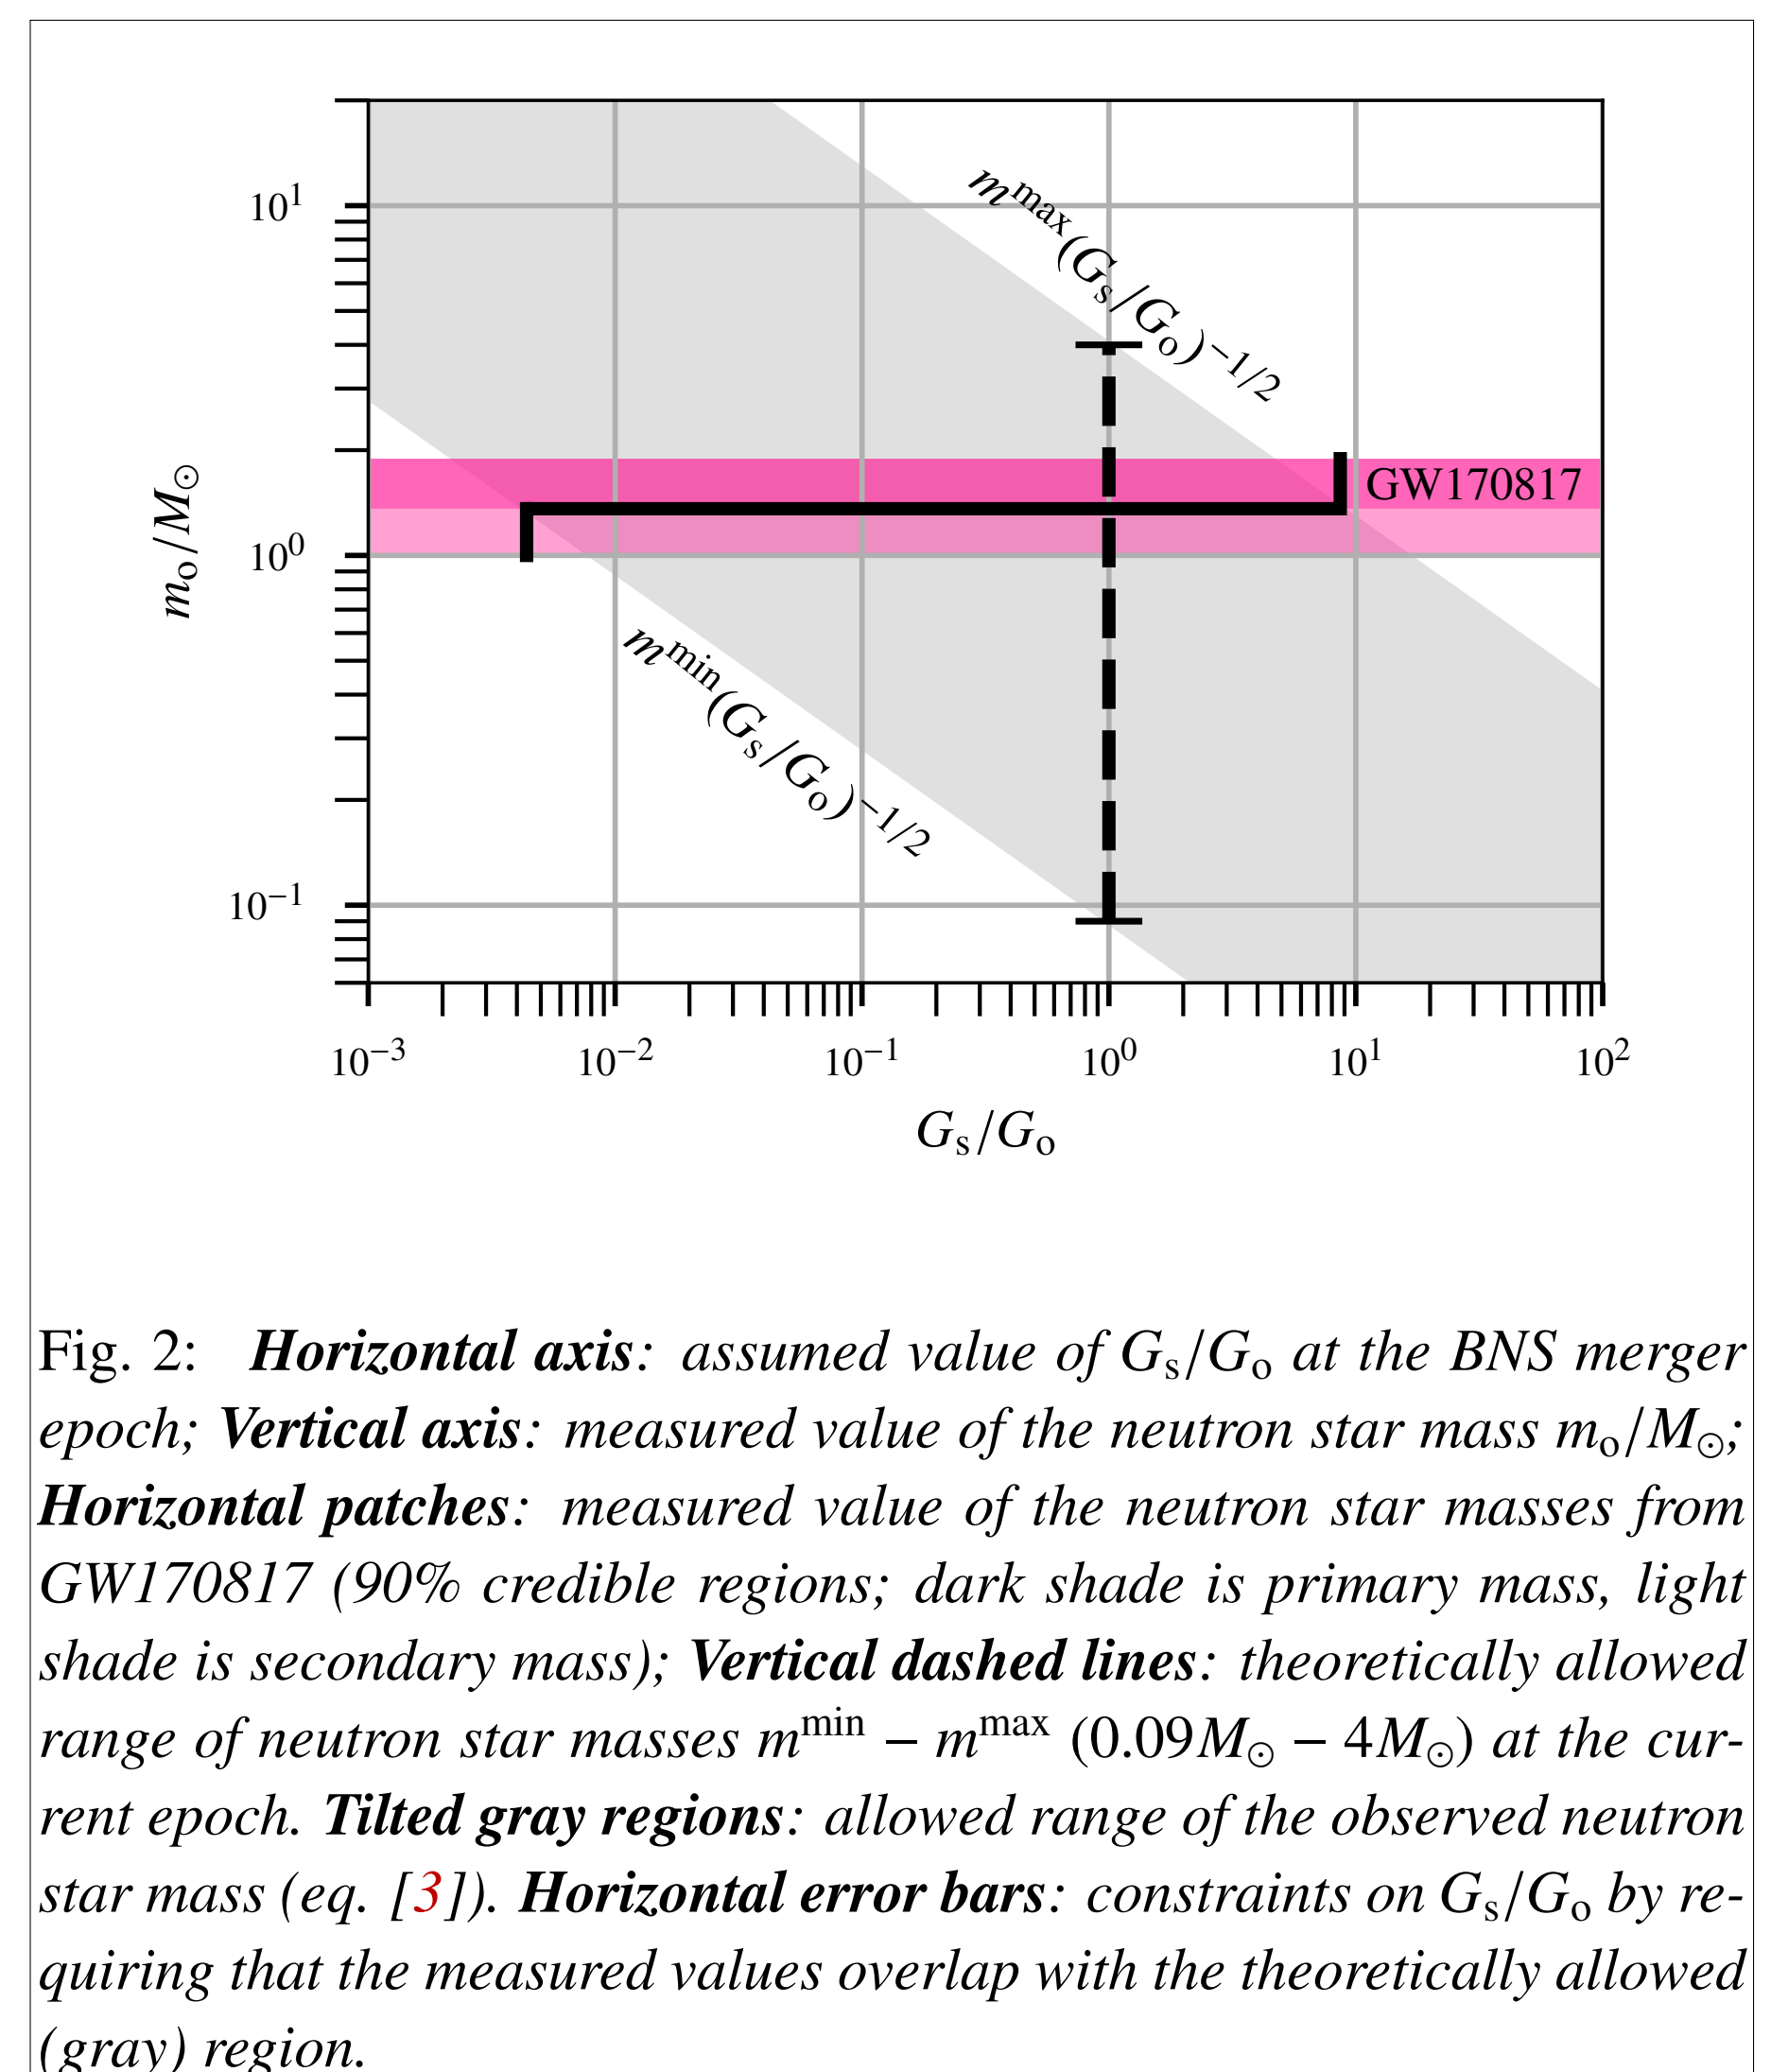 10¹
10⁰
10⁻¹
mₒ/M☉
mᵐᵃˣ(Gₛ/Gₒ)⁻¹/²
GW170817
mᵐⁱⁿ(Gₛ/Gₒ)⁻¹/²
10⁻³ 10⁻² 10⁻¹ 10⁰ 10¹ 10²
Gₛ/Gₒ
Fig. 2: Horizontal axis: assumed value of Gₛ/Gₒ at the BNS merger
epoch; Vertical axis: measured value of the neutron star mass mₒ/M☉;
Horizontal patches: measured value of the neutron star masses from
GW170817 (90% credible regions; dark shade is primary mass, light
shade is secondary mass); Vertical dashed lines: theoretically allowed
range of neutron star masses mᵐⁱⁿ – mᵐᵃˣ (0.09M☉ – 4M☉) at the cur-
rent epoch. Tilted gray regions: allowed range of the observed neutron
star mass (eq. [3]). Horizontal error bars: constraints on Gₛ/Gₒ by re-
quiring that the measured values overlap with the theoretically allowed
(gray) region.